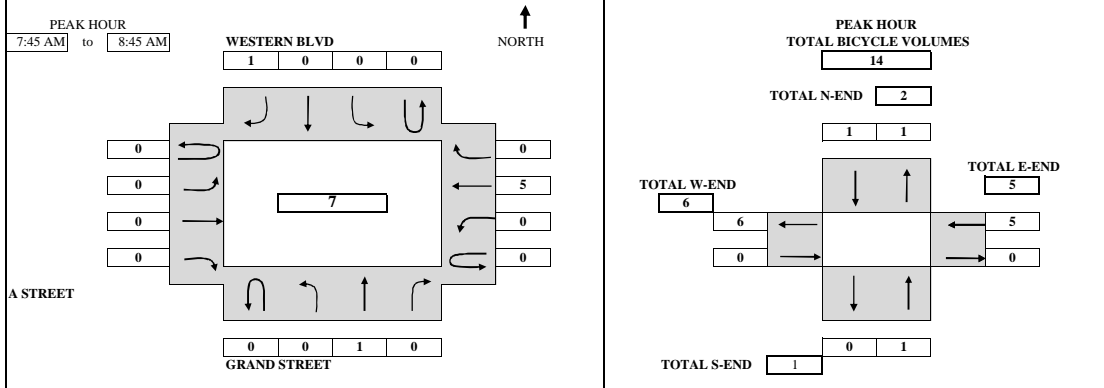 PEAK HOUR
7:45 AM to 8:45 AM
WESTERN BLVD
NORTH
1 0 0 0
0
0
0
0
7
0
5
0
0
A STREET
0 0 1 0
GRAND STREET
PEAK HOUR
TOTAL BICYCLE VOLUMES
14
TOTAL N-END 2
1 1
TOTAL E-END
5
TOTAL W-END
6
6
0
5
0
0 1
TOTAL S-END 1